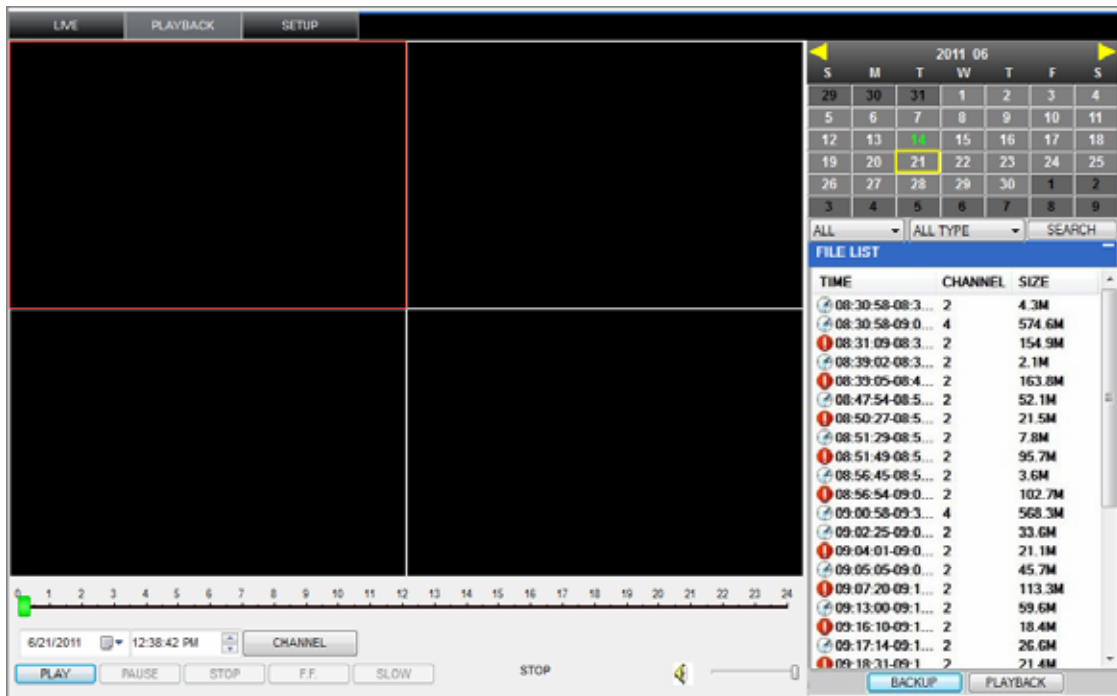 LIVE PLAYBACK SETUP
2011 06
S M T W T F S
29 30 31 1 2 3 4
5 6 7 8 9 10 11
12 13 14 15 16 17 18
19 20 21 22 23 24 25
26 27 28 29 30 1 2
3 4 5 6 7 8 9
ALL ALL TYPE SEARCH
FILE LIST
TIME CHANNEL SIZE
08:30:58-08:3... 2 4.3M
08:30:58-09:0... 4 574.6M
08:31:09-08:3... 2 154.9M
08:39:02-08:3... 2 2.1M
08:39:05-08:4... 2 163.8M
08:47:54-08:5... 2 52.1M
08:50:27-08:5... 2 21.5M
08:51:29-08:5... 2 7.8M
08:51:49-08:5... 2 95.7M
08:56:45-08:5... 2 3.6M
08:56:54-09:0... 2 102.7M
09:00:58-09:3... 4 568.3M
09:02:25-09:0... 2 33.6M
09:04:01-09:0... 2 21.1M
09:05:05-09:0... 2 45.7M
09:07:20-09:1... 2 113.3M
09:13:00-09:1... 2 59.6M
09:16:10-09:1... 2 18.4M
09:17:14-09:1... 2 26.6M
09:18:31-09:1 2 21.4M
BACKUP PLAYBACK
0 1 2 3 4 5 6 7 8 9 10 11 12 13 14 15 16 17 18 19 20 21 22 23 24
6/21/2011 12:38:42 PM CHANNEL
PLAY PAUSE STOP F.F. SLOW STOP